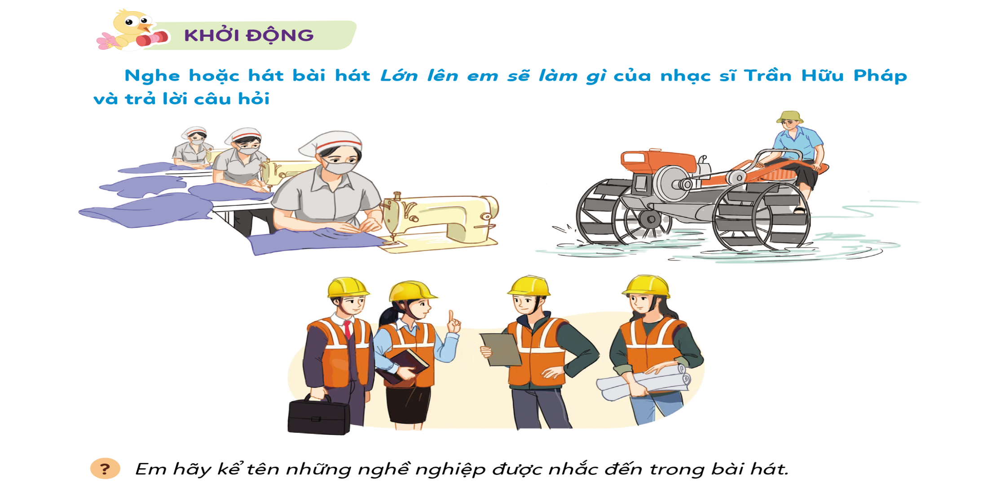 KHỞI ĐỘNG
Nghe hoặc hát bài hát Lớn lên em sẽ làm gì của nhạc sĩ Trần Hữu Pháp
và trả lời câu hỏi
? Em hãy kể tên những nghề nghiệp được nhắc đến trong bài hát.